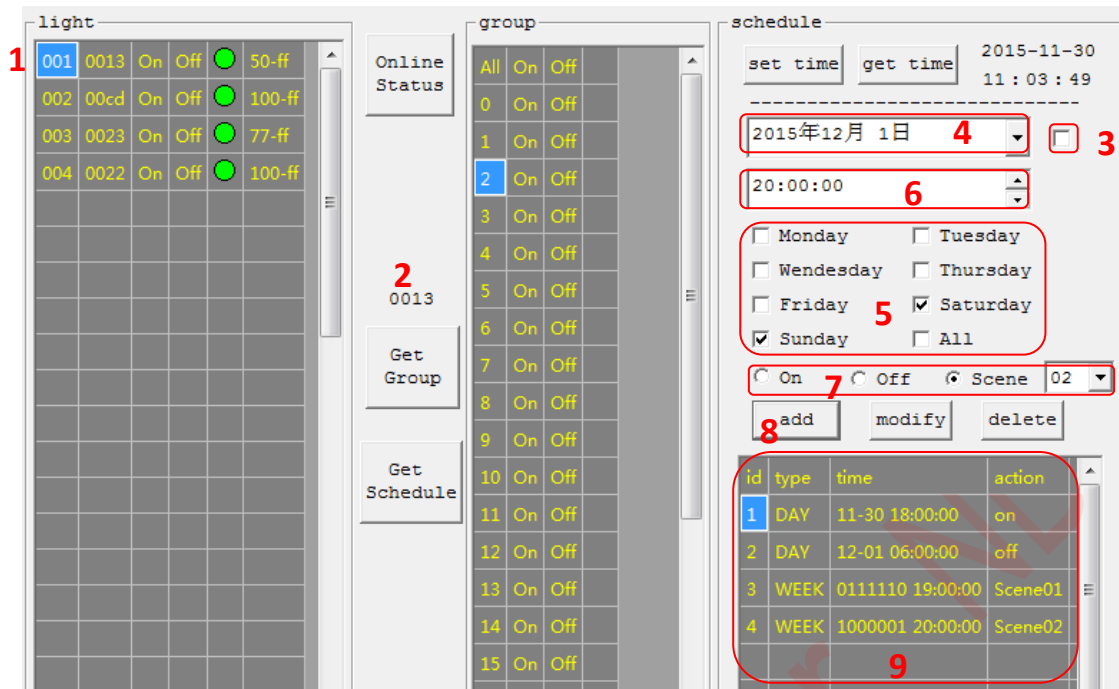 light
1
001 0013 On Off 50-ff
002 00cd On Off 100-ff
003 0023 On Off 77-ff
004 0022 On Off 100-ff
Online
Status
2
0013
Get
Group
Get
Schedule
group
All On Off
0 On Off
1 On Off
2 On Off
3 On Off
4 On Off
5 On Off
6 On Off
7 On Off
8 On Off
9 On Off
10 On Off
11 On Off
12 On Off
13 On Off
14 On Off
15 On Off
schedule
set time get time 2015-11-30
11:03:49
2015年12月 1日 4 3
20:00:00 6
Monday Tuesday
Wendesday Thursday
Friday 5 Saturday
Sunday All
On 7 Off Scene 02
8 add modify delete
id type time action
1 DAY 11-30 18:00:00 on
2 DAY 12-01 06:00:00 off
3 WEEK 0111110 19:00:00 Scene01
4 WEEK 1000001 20:00:00 Scene02
9